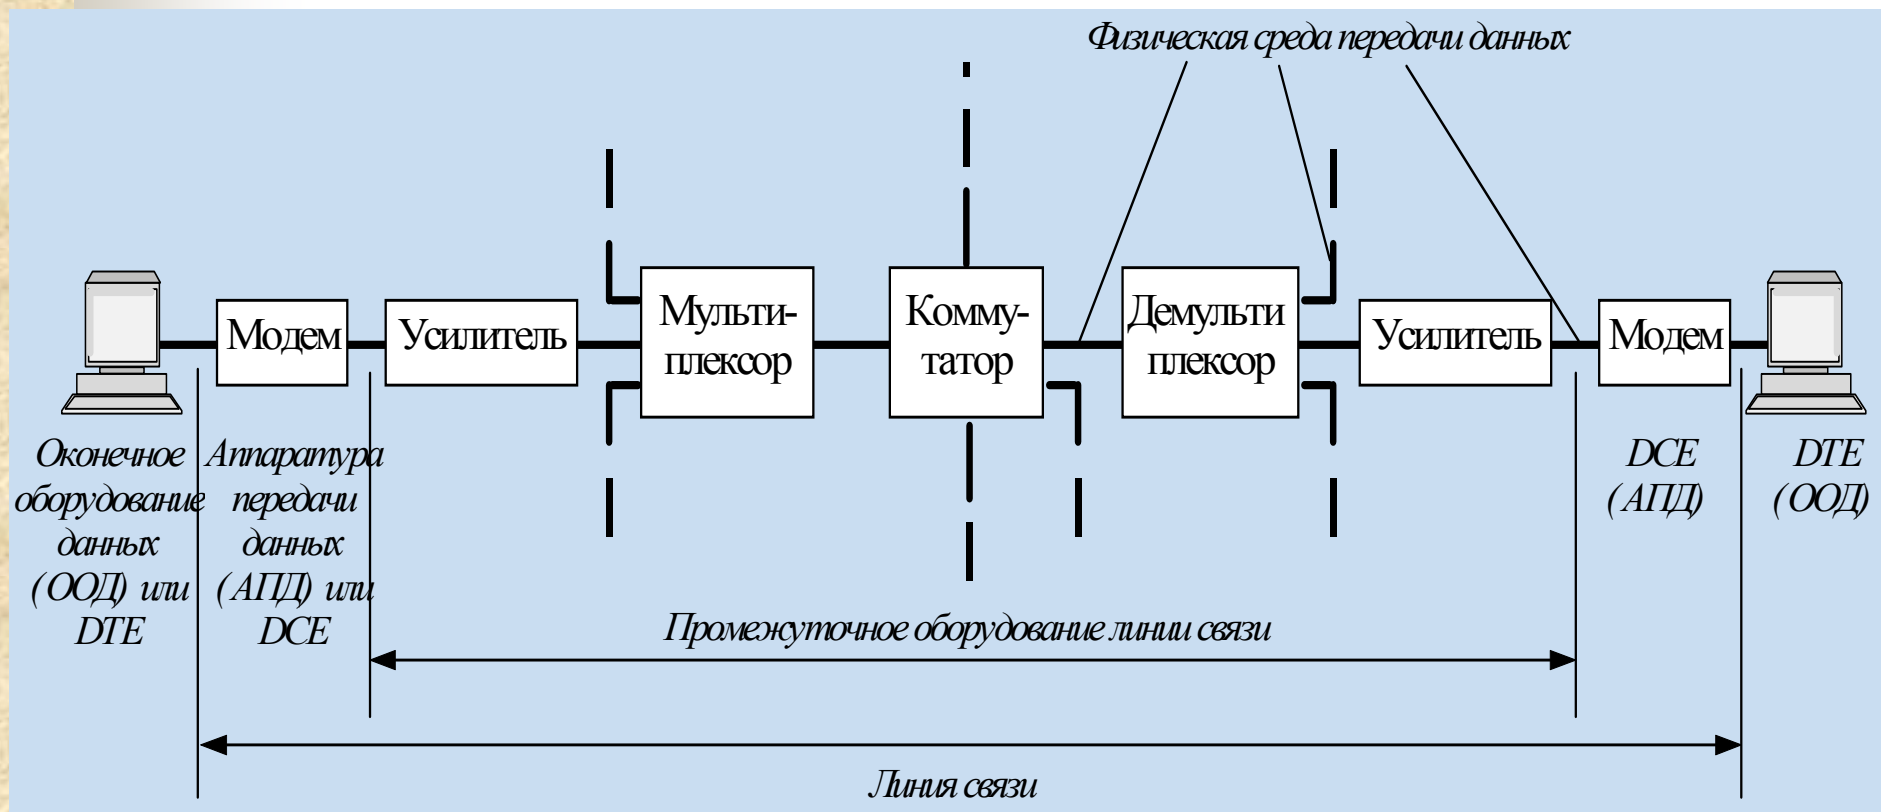 Физическая среда передачи данных
Модем
Усилитель
Мульти-
плексор
Комму-
татор
Демульти
плексор
Усилитель
Модем
Оконечное
оборудование
данных
(ООД) или
DTE
Аппаратура
передачи
данных
(АПД) или
DCE
DCE
(АПД)
DTE
(ООД)
Промежуточное оборудование линии связи
Линия связи